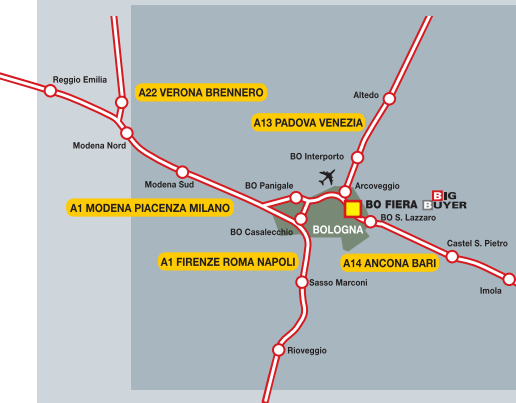 Reggio Emilia
A22 VERONA BRENNERO
Altedo
A13 PADOVA VENEZIA
Modena Nord
BO Interporto
Modena Sud
BO Panigale
Arcoveggio
BIG
BO FIERA BUYER
A1 MODENA PIACENZA MILANO
BO S. Lazzaro
BO Casalecchio
BOLOGNA
Castel S. Pietro
A1 FIRENZE ROMA NAPOLI
A14 ANCONA BARI
Sasso Marconi
Imola
Rioveggio